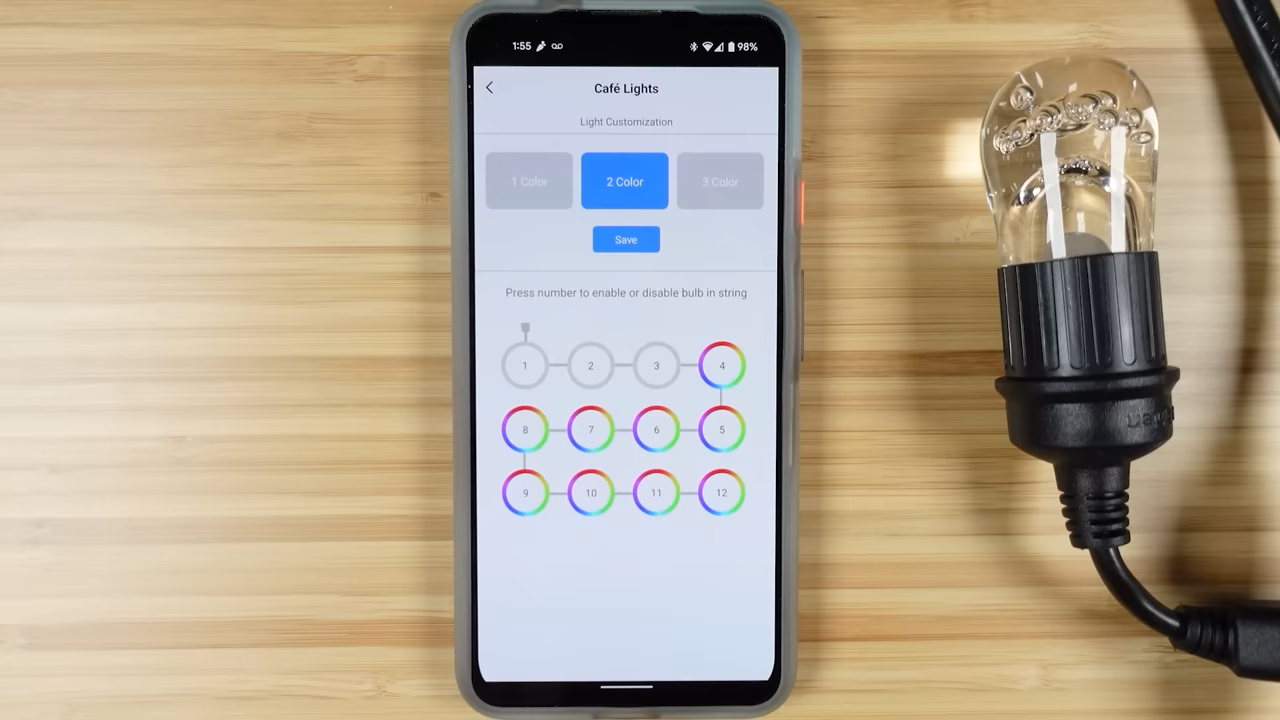 1:55 98%
Café Lights
Light Customization
1 Color 2 Color 3 Color
Save
Press number to enable or disable bulb in string
1 2 3 4
8 7 6 5
9 10 11 12